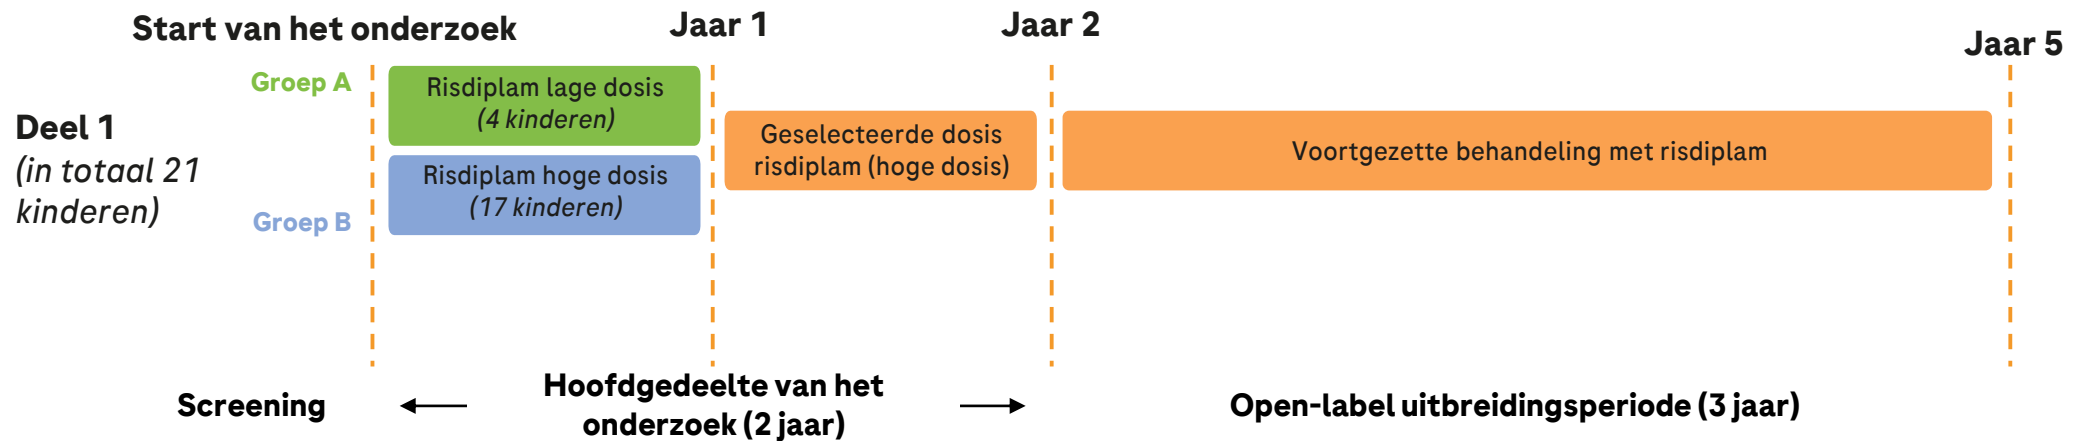 Start van het onderzoek
Jaar 1
Jaar 2
Jaar 5
Deel 1
(in totaal 21
kinderen)
Groep A
Risdiplam lage dosis
(4 kinderen)
Groep B
Risdiplam hoge dosis
(17 kinderen)
Geselecteerde dosis
risdiplam (hoge dosis)
Voortgezette behandeling met risdiplam
Screening
Hoofdgedeelte van het
onderzoek (2 jaar)
Open-label uitbreidingsperiode (3 jaar)